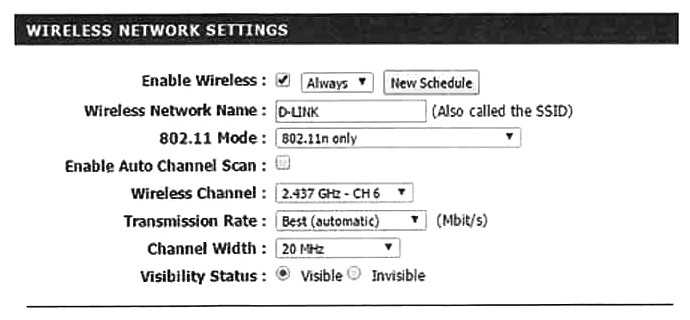 WIRELESS NETWORK SETTINGS
Enable Wireless : Always New Schedule
Wireless Network Name : D-LINK (Also called the SSID)
802.11 Mode : 802.11n only
Enable Auto Channel Scan :
Wireless Channel : 2.437 GHz - CH 6
Transmission Rate : Best (automatic) (Mbit/s)
Channel Width : 20 MHz
Visibility Status : Visible Invisible